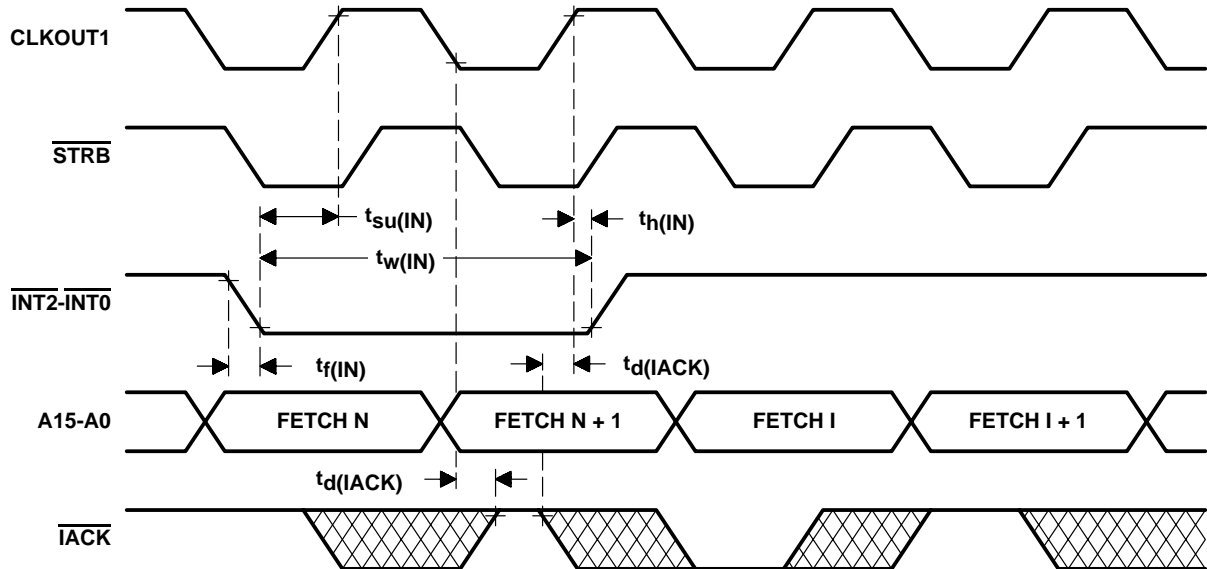 CLKOUT1
STRB
tsu(IN)
th(IN)
tw(IN)
INT2-INT0
tf(IN)
td(IACK)
A15-A0
FETCH N
FETCH N + 1
FETCH I
FETCH I + 1
td(IACK)
IACK